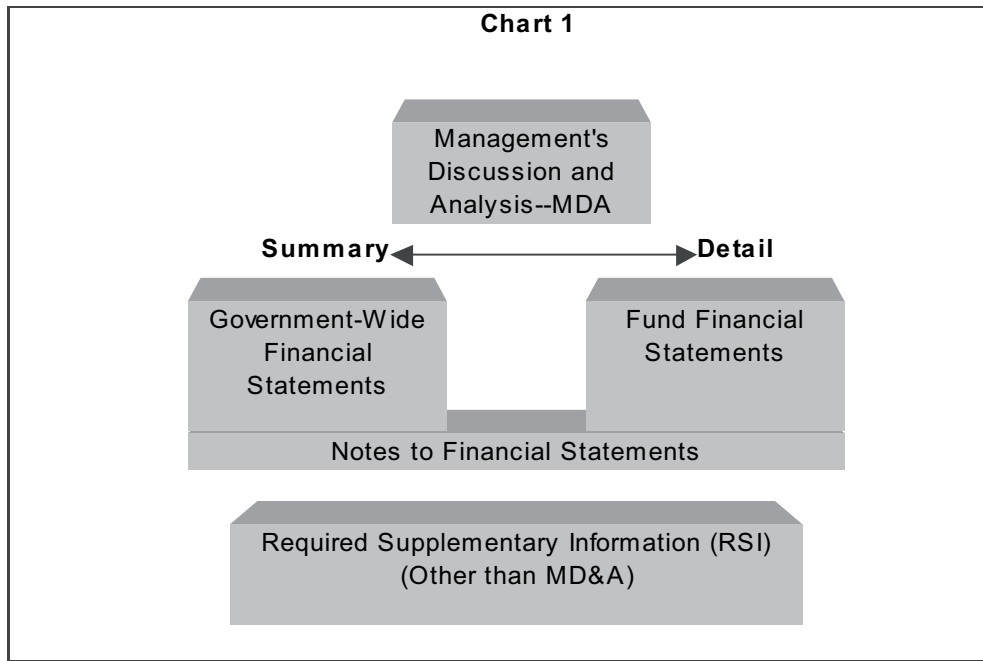 Chart 1
Management's
Discussion and
Analysis--MDA
Summary
Detail
Government-Wide
Financial
Statements
Fund Financial
Statements
Notes to Financial Statements
Required Supplementary Information (RSI)
(Other than MD&A)